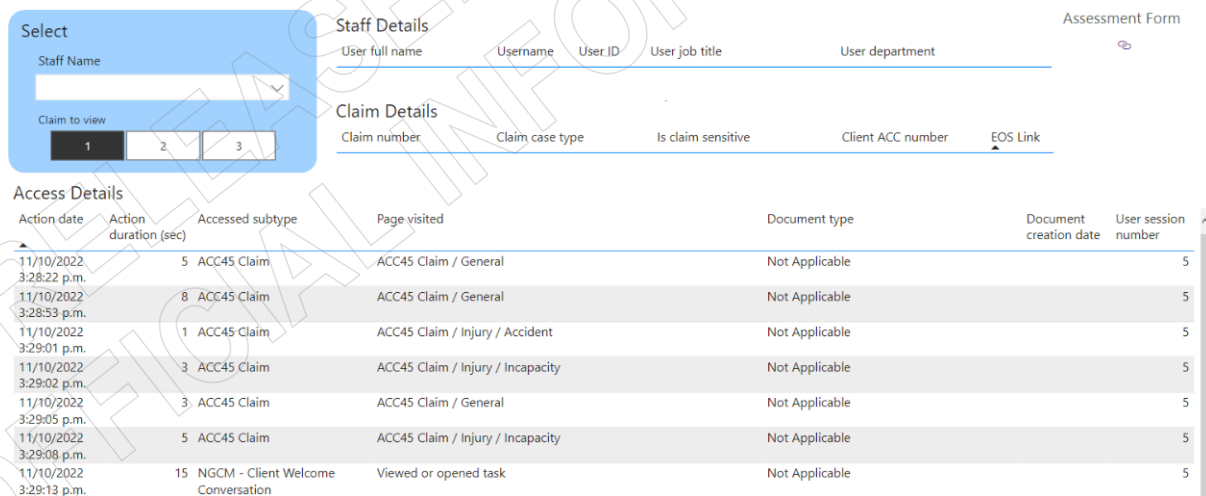 Select
Staff Name
Claim to view
1 2 3
Staff Details
User full name Username User ID User job title User department
Assessment Form
Claim Details
Claim number Claim case type Is claim sensitive Client ACC number EOS Link
Access Details
Action date Action duration (sec) Accessed subtype Page visited Document type Document creation date User session number
11/10/2022 3:28:22 p.m. 5 ACC45 Claim ACC45 Claim / General Not Applicable 5
11/10/2022 3:28:53 p.m. 8 ACC45 Claim ACC45 Claim / General Not Applicable 5
11/10/2022 3:29:01 p.m. 1 ACC45 Claim ACC45 Claim / Injury / Accident Not Applicable 5
11/10/2022 3:29:02 p.m. 3 ACC45 Claim ACC45 Claim / Injury / Incapacity Not Applicable 5
11/10/2022 3:29:05 p.m. 3 ACC45 Claim ACC45 Claim / General Not Applicable 5
11/10/2022 3:29:08 p.m. 5 ACC45 Claim ACC45 Claim / Injury / Incapacity Not Applicable 5
11/10/2022 3:29:13 p.m. 15 NGCM - Client Welcome Conversation Viewed or opened task Not Applicable 5